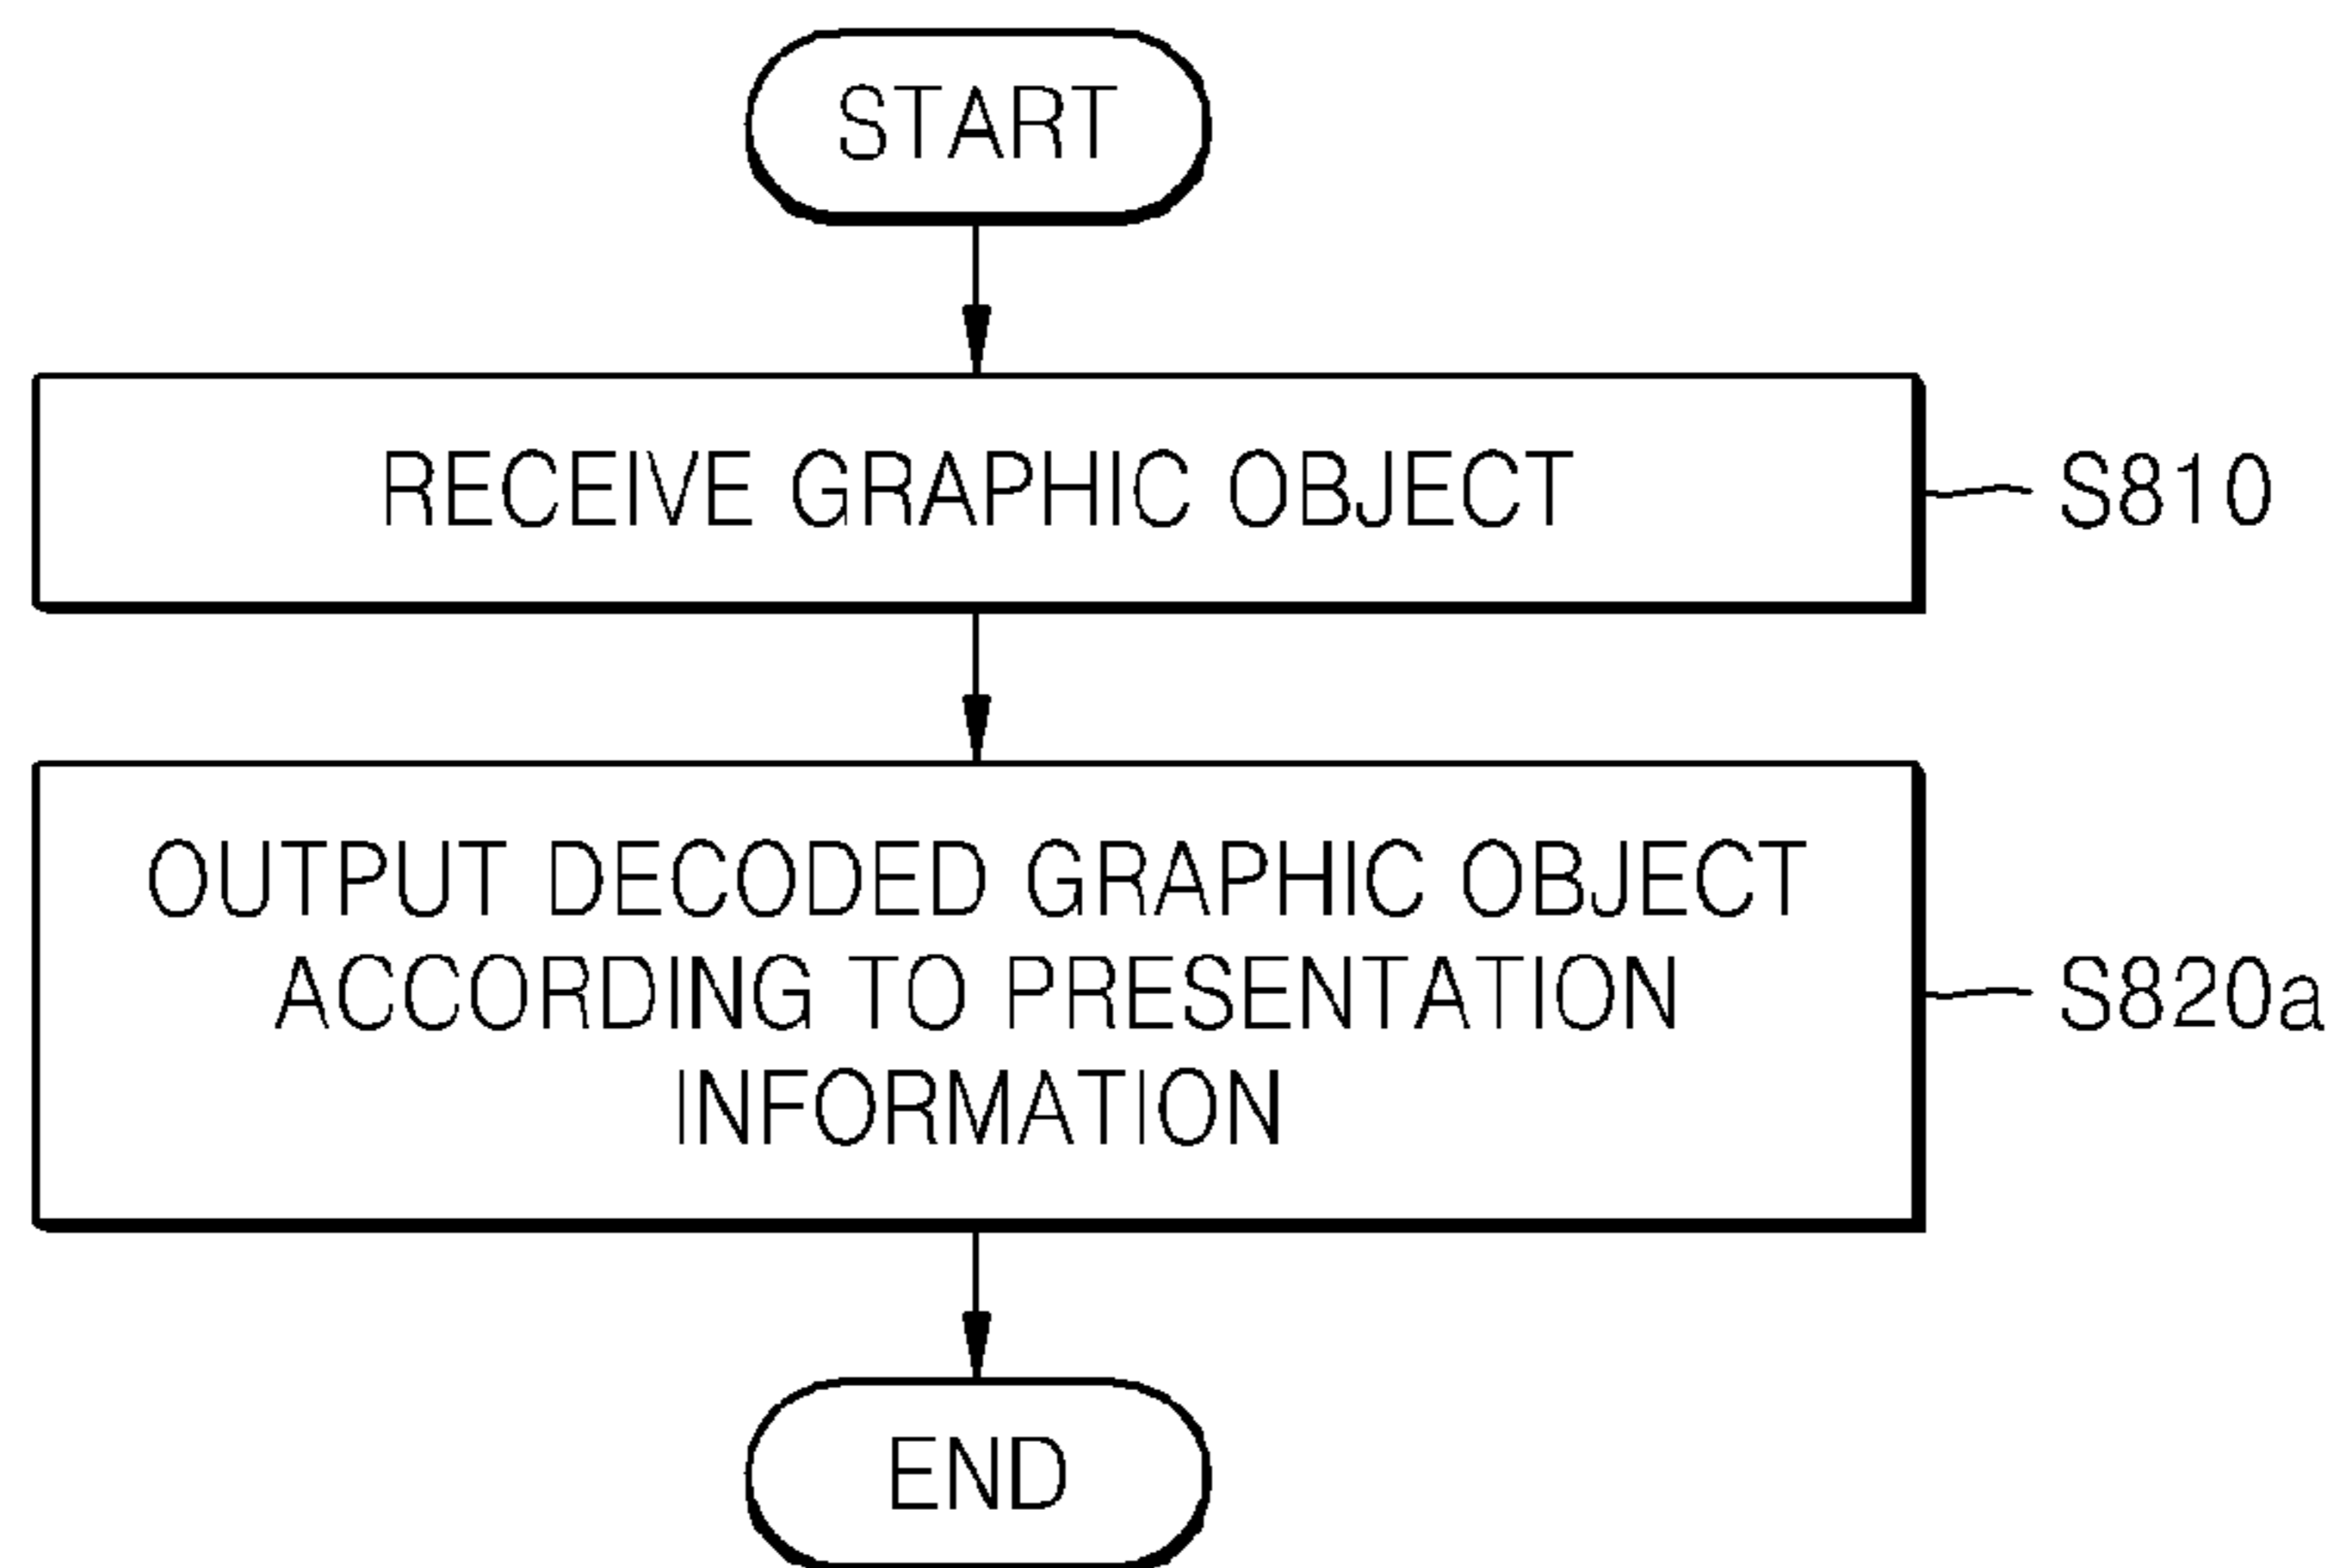 START
RECEIVE GRAPHIC OBJECT
S810
OUTPUT DECODED GRAPHIC OBJECT
ACCORDING TO PRESENTATION
INFORMATION
S820a
END